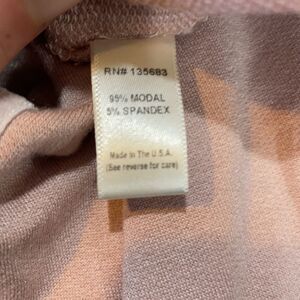 RN# 135683
95% MODAL
5% SPANDEX
Made in The U.S.A.
(See reverse for care)